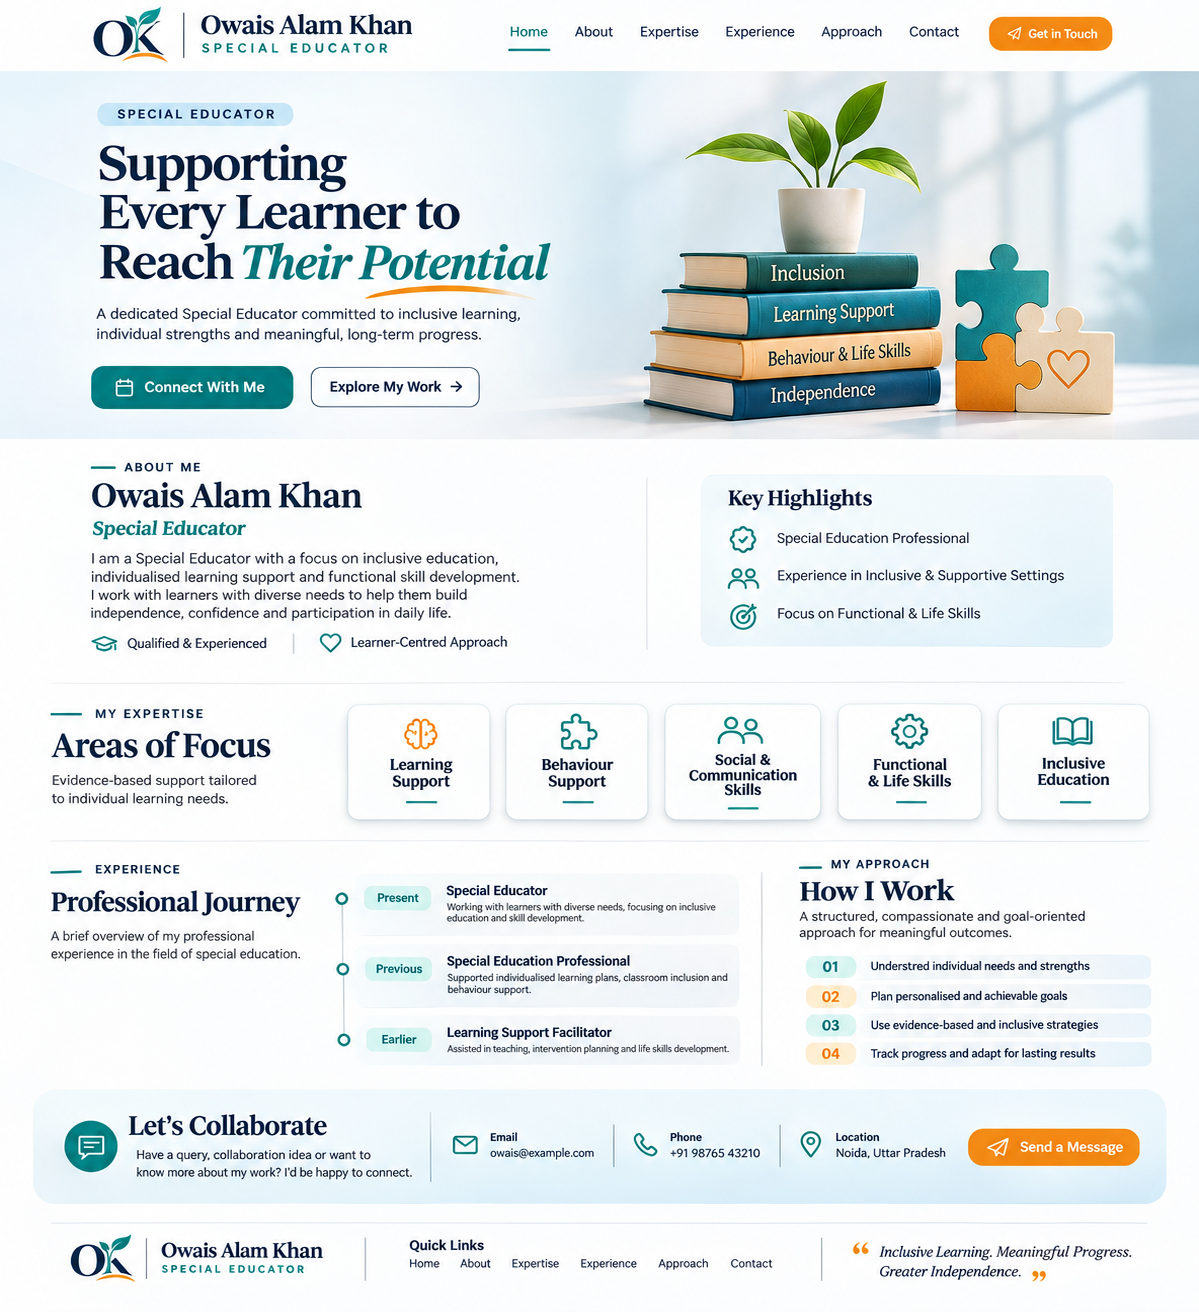 OK
Owais Alam Khan
SPECIAL EDUCATOR
Home About Expertise Experience Approach Contact
Get in Touch
SPECIAL EDUCATOR
Supporting
Every Learner to
Reach Their Potential
A dedicated Special Educator committed to inclusive learning,
individual strengths and meaningful, long-term progress.
Connect With Me
Explore My Work →
Inclusion
Learning Support
Behaviour & Life Skills
Independence
ABOUT ME
Owais Alam Khan
Special Educator
I am a Special Educator with a focus on inclusive education,
individualised learning support and functional skill development.
I work with learners with diverse needs to help them build
independence, confidence and participation in daily life.
Qualified & Experienced
Learner-Centred Approach
Key Highlights
Special Education Professional
Experience in Inclusive & Supportive Settings
Focus on Functional & Life Skills
MY EXPERTISE
Areas of Focus
Evidence-based support tailored
to individual learning needs.
Learning
Support
Behaviour
Support
Social &
Communication
Skills
Functional
& Life Skills
Inclusive
Education
EXPERIENCE
Professional Journey
A brief overview of my professional
experience in the field of special education.
Present
Special Educator
Working with learners with diverse needs, focusing on inclusive
education and skill development.
Previous
Special Education Professional
Supported individualised learning plans, classroom inclusion and
behaviour support.
Earlier
Learning Support Facilitator
Assisted in teaching, intervention planning and life skills development.
MY APPROACH
How I Work
A structured, compassionate and goal-oriented
approach for meaningful outcomes.
01 Understred individual needs and strengths
02 Plan personalised and achievable goals
03 Use evidence-based and inclusive strategies
04 Track progress and adapt for lasting results
Let's Collaborate
Have a query, collaboration idea or want to
know more about my work? I'd be happy to connect.
Email
owais@example.com
Phone
+91 98765 43210
Location
Noida, Uttar Pradesh
Send a Message
OK
Owais Alam Khan
SPECIAL EDUCATOR
Quick Links
Home About Expertise Experience Approach Contact
“ Inclusive Learning. Meaningful Progress.
Greater Independence. ”